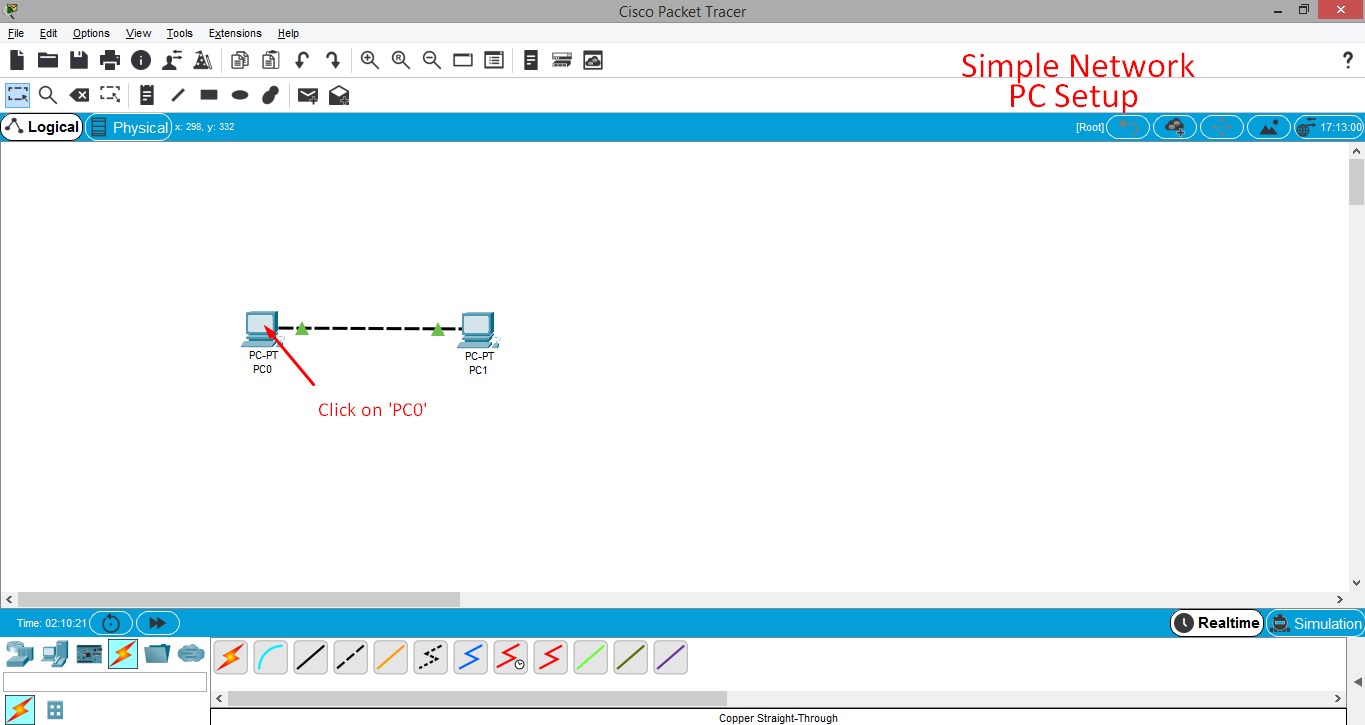 Cisco Packet Tracer
File Edit Options View Tools Extensions Help
Simple Network
PC Setup
?
Logical Physical x: 298, y: 332 [Root] 17:13:00
PC-PT
PC0
PC-PT
PC1
Click on 'PC0'
Time: 02:10:21 Realtime Simulation
Copper Straight-Through